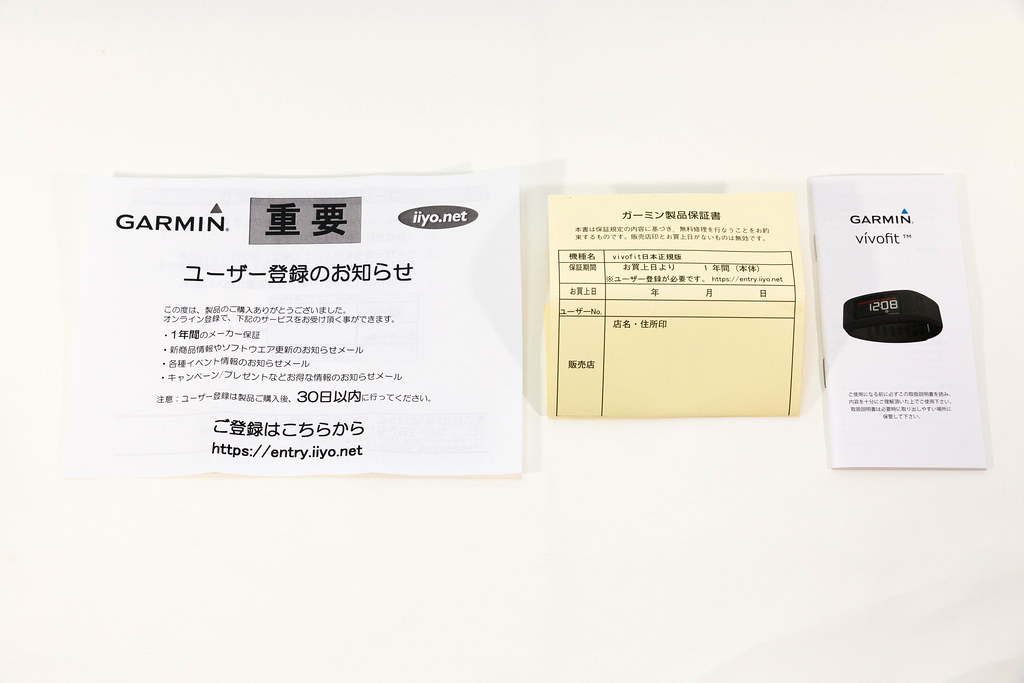 GARMIN
重要
iiyo.net
ユーザー登録のお知らせ
この度は、製品のご購入ありがとうございました。
オンライン登録で、下記のサービスをお受け頂く事ができます。
・1年間のメーカー保証
・新商品情報やソフトウエア更新のお知らせメール
・各種イベント情報のお知らせメール
・キャンペーン/プレゼントなどお得な情報のお知らせメール
注意：ユーザー登録は製品ご購入後、30日以内に行ってください。
ご登録はこちらから
https://entry.iiyo.net
ガーミン製品保証書
本書は保証規定の内容に基づき、無料修理を行なうことをお約
束するものです。販売店印とお買上日がないものは無効です。
機種名 vívofit日本正規版
保証期間 お買上日より 1年間（本体）
※ユーザー登録が必要です。 https://entry.iiyo.net
お買上日 年 月 日
ユーザーNo.
店名・住所印
販売店
GARMIN
vívofit™
12:08
ご使用になる前に必ずこの取扱説明書を読み、
内容を十分にご理解頂いた上でご使用下さい。
取扱説明書は必要時に取り出しやすい場所に
保管して下さい。